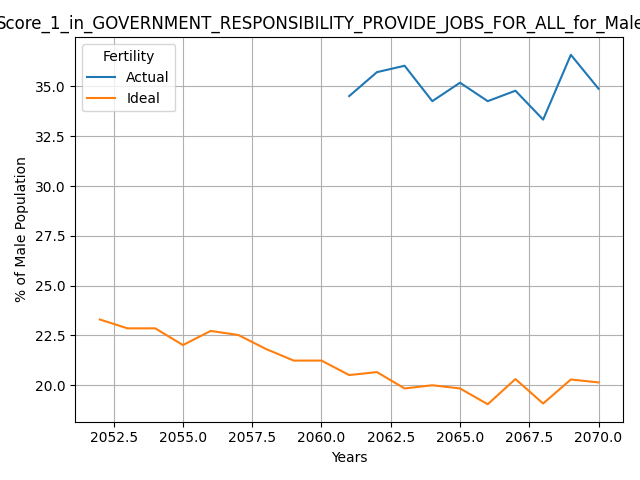 Score_1_in_GOVERNMENT_RESPONSIBILITY_PROVIDE_JOBS_FOR_ALL_for_Male
Fertility
Actual
Ideal
35.0
32.5
30.0
27.5
25.0
22.5
20.0
% of Male Population
2052.5 2055.0 2057.5 2060.0 2062.5 2065.0 2067.5 2070.0
Years